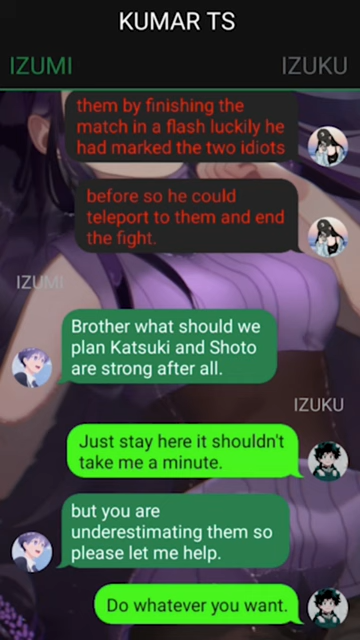 KUMAR TS
IZUMI IZUKU
them by finishing the
match in a flash luckily he
had marked the two idiots
before so he could
teleport to them and end
the fight.
IZUMI
Brother what should we
plan Katsuki and Shoto
are strong after all.
IZUKU
Just stay here it shouldn't
take me a minute.
but you are
underestimating them so
please let me help.
Do whatever you want.